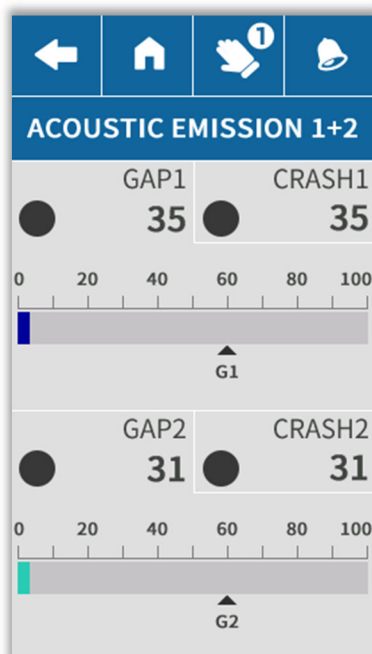 1
ACOUSTIC EMISSION 1+2
GAP1 CRASH1
35 35
0 20 40 60 80 100
G1
GAP2 CRASH2
31 31
0 20 40 60 80 100
G2